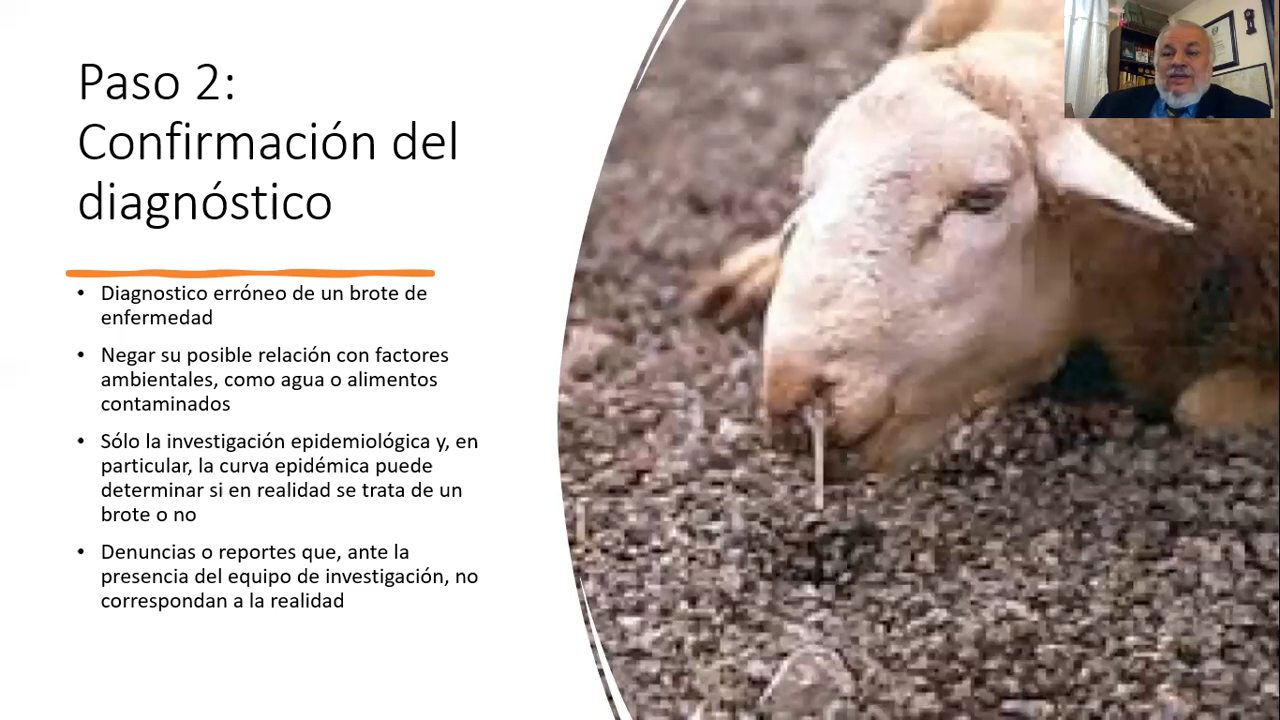 Paso 2:
Confirmación del
diagnóstico
• Diagnostico erróneo de un brote de
enfermedad
• Negar su posible relación con factores
ambientales, como agua o alimentos
contaminados
• Sólo la investigación epidemiológica y, en
particular, la curva epidémica puede
determinar si en realidad se trata de un
brote o no
• Denuncias o reportes que, ante la
presencia del equipo de investigación, no
correspondan a la realidad